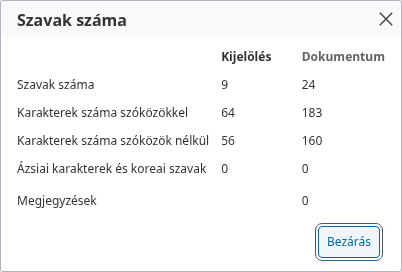 Szavak száma
Kijelölés Dokumentum
Szavak száma 9 24
Karakterek száma szóközökkel 64 183
Karakterek száma szóközök nélkül 56 160
Ázsiai karakterek és koreai szavak 0 0
Megjegyzések 0
Bezárás